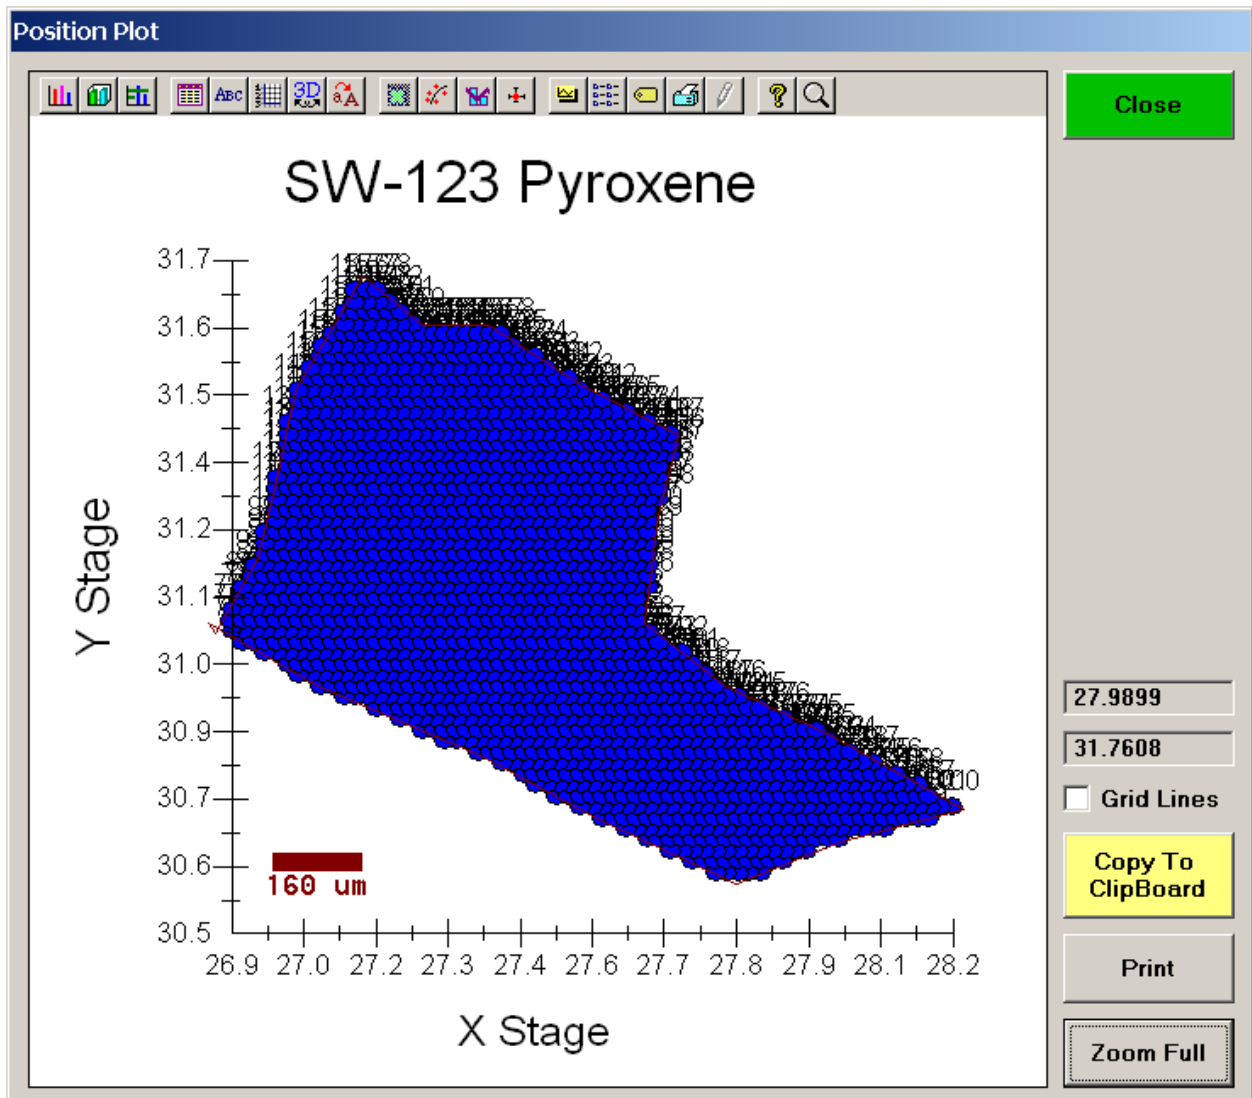 Position Plot
ABC
3D
aA
Close
SW-123 Pyroxene
31.7
31.6
31.5
31.4
31.2
31.1
31.0
30.9
30.7
30.6
30.5
Y Stage
160 um
26.9 27.0 27.2 27.3 27.4 27.6 27.7 27.8 27.9 28.1 28.2
X Stage
27.9899
31.7608
Grid Lines
Copy To
ClipBoard
Print
Zoom Full